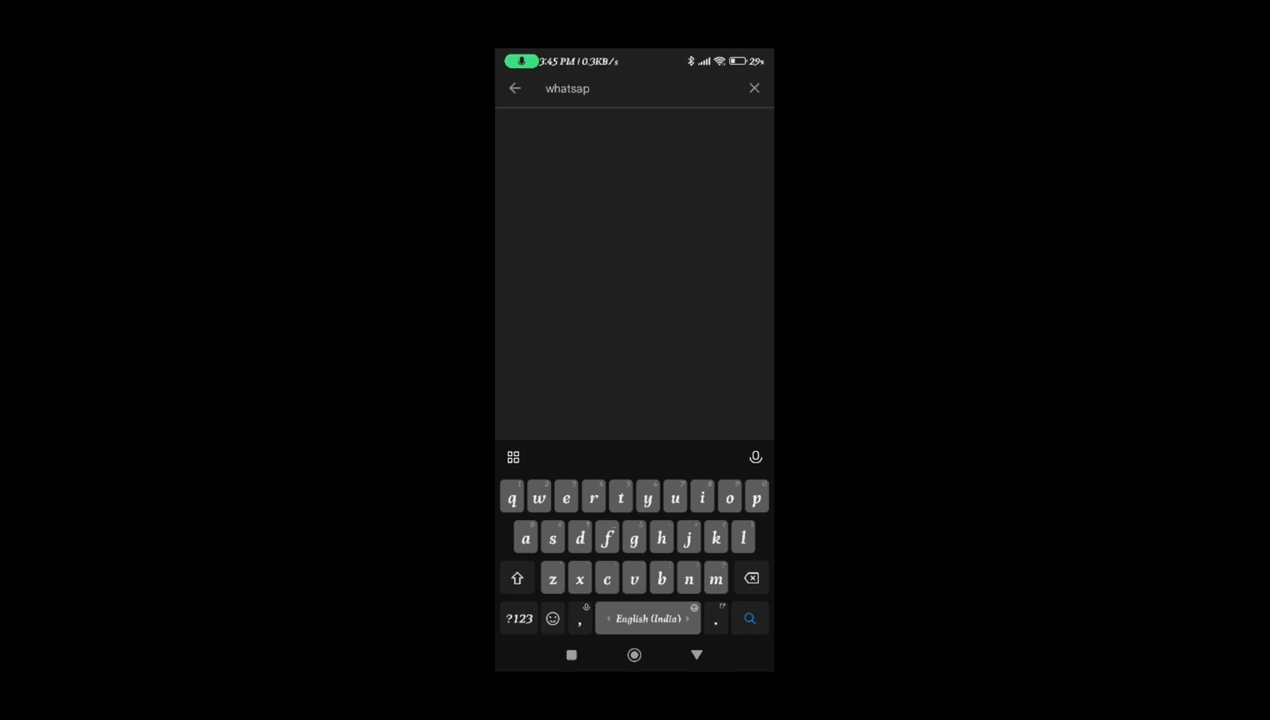 3:45 PM | 0.3KB/s 29%
whatsap
q w e r t y u i o p
a s d f g h j k l
z x c v b n m
?123 , English (India) .